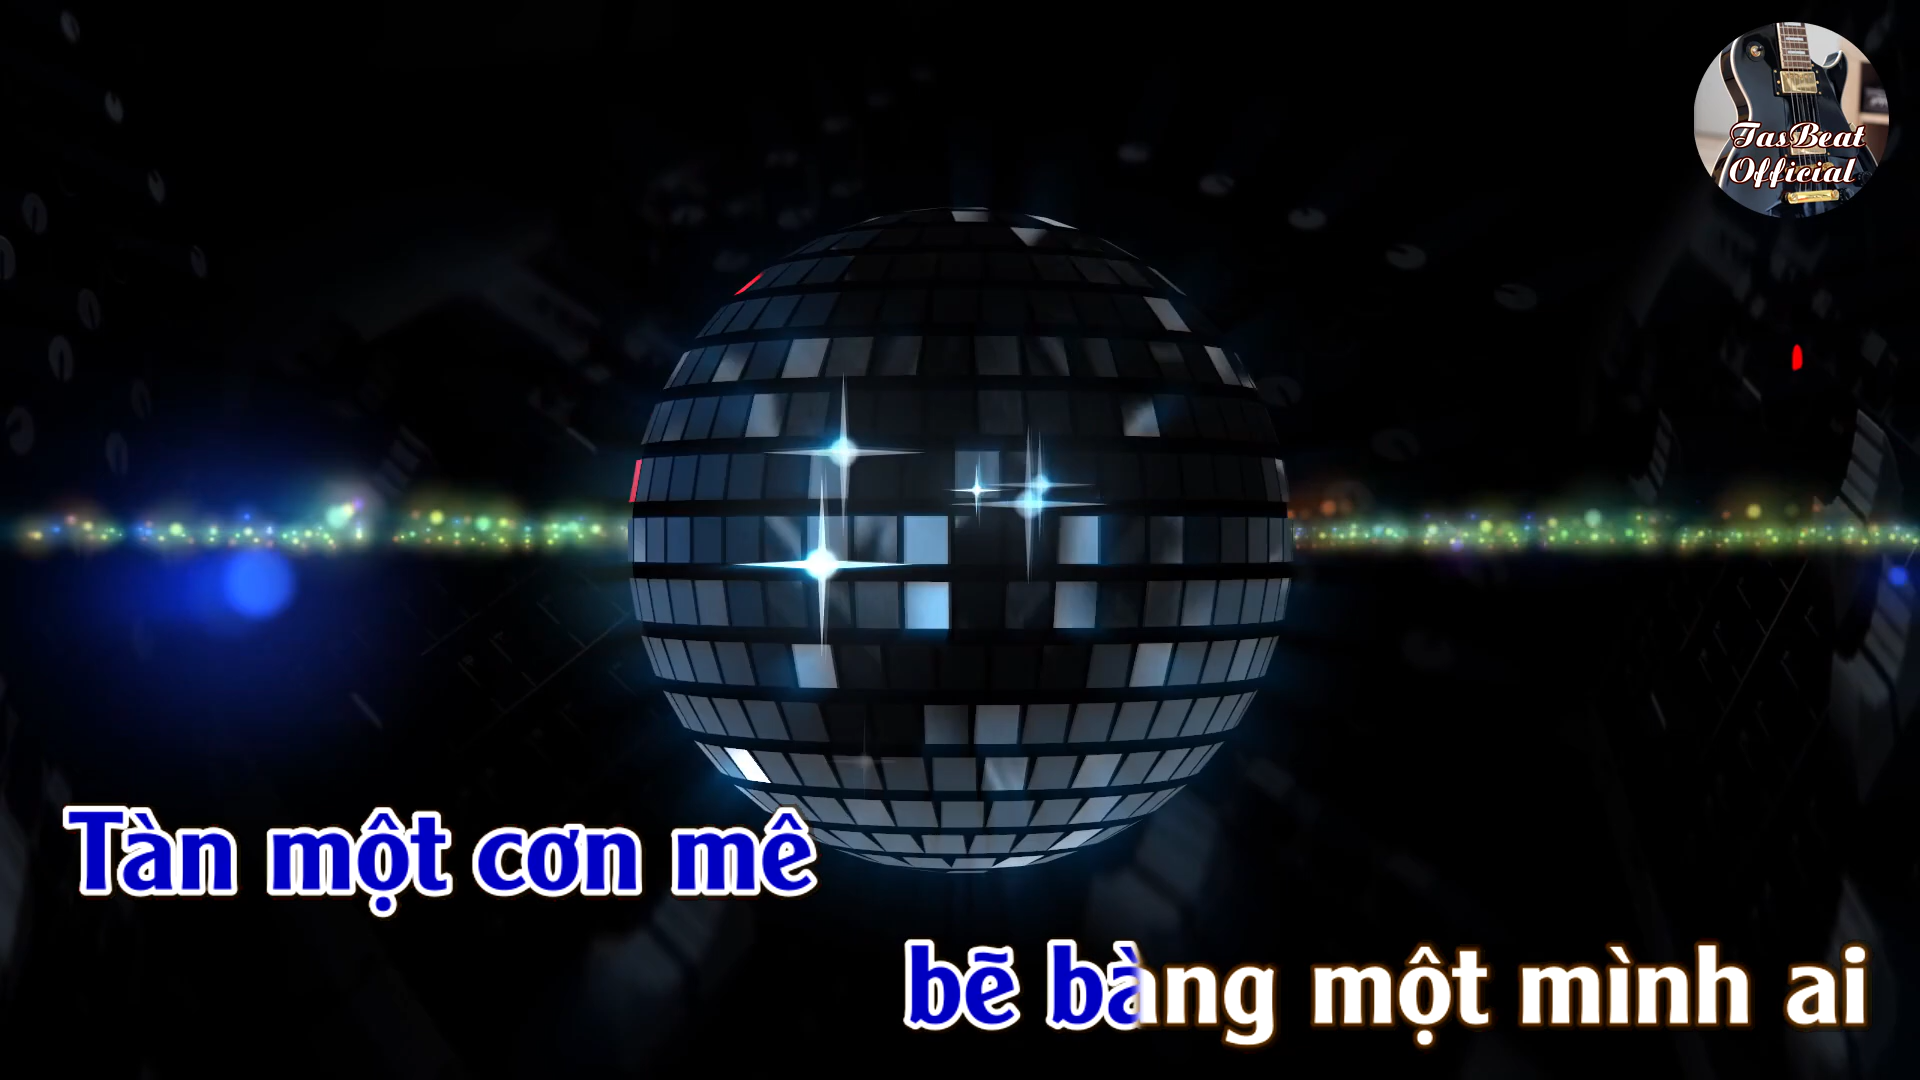 TasBeat
Official
Tàn một cơn mê
bẽ bàng một mình ai